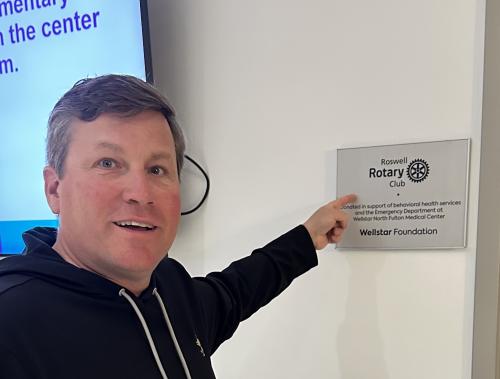 mentary
n the center
m.
Roswell
Rotary
Club
Donated in support of behavioral health services
and the Emergency Department at
Wellstar North Fulton Medical Center
Wellstar Foundation